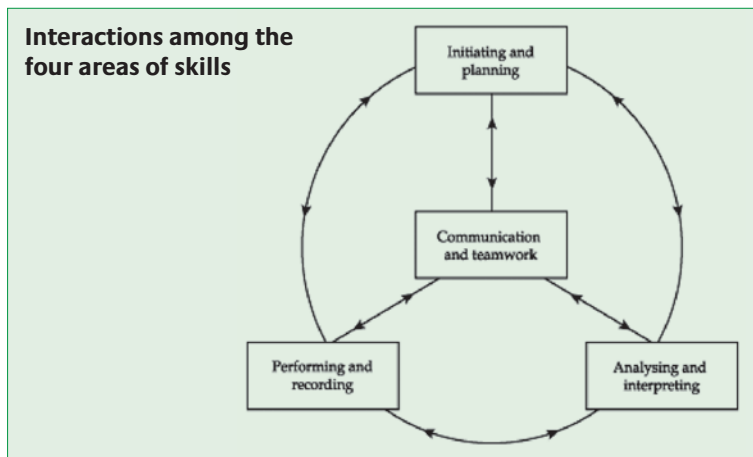 Interactions among the
four areas of skills
Initiating and
planning
Communication
and teamwork
Performing and
recording
Analysing and
interpreting